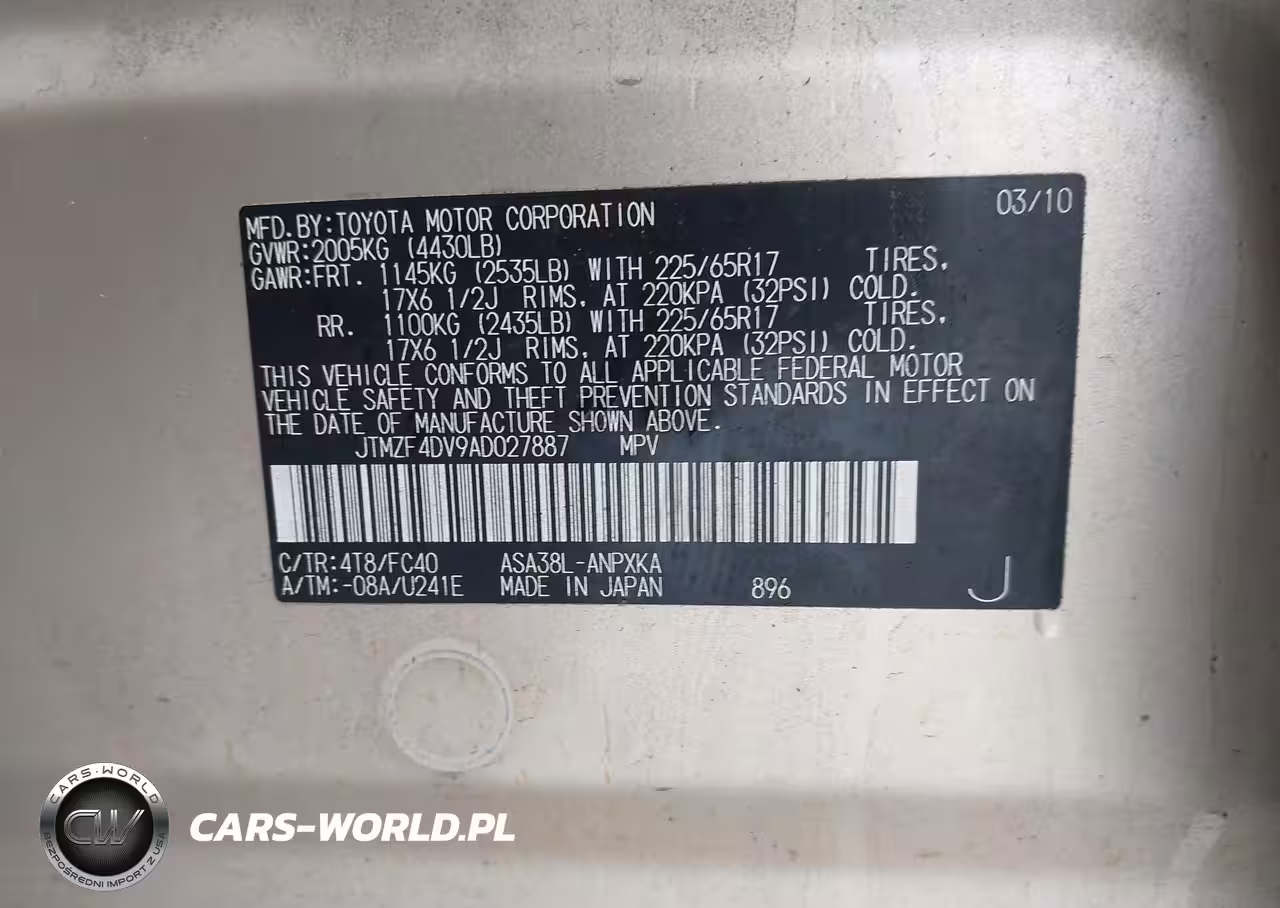 03/10
MFD.BY:TOYOTA MOTOR CORPORATION
GVWR:2005KG (4430LB)
GAWR:FRT. 1145KG (2535LB) WITH 225/65R17 TIRES,
17X6 1/2J RIMS, AT 220KPA (32PSI) COLD.
RR. 1100KG (2435LB) WITH 225/65R17 TIRES,
17X6 1/2J RIMS, AT 220KPA (32PSI) COLD.
THIS VEHICLE CONFORMS TO ALL APPLICABLE FEDERAL MOTOR
VEHICLE SAFETY AND THEFT PREVENTION STANDARDS IN EFFECT ON
THE DATE OF MANUFACTURE SHOWN ABOVE.
JTMZF4DV9AD027887 MPV
C/TR:4T8/FC40 ASA38L-ANPXKA
A/TM:-08A/U241E MADE IN JAPAN 896 J
CARS-WORLD
CW
BEZPOŚREDNI IMPORT Z USA
CARS-WORLD.PL